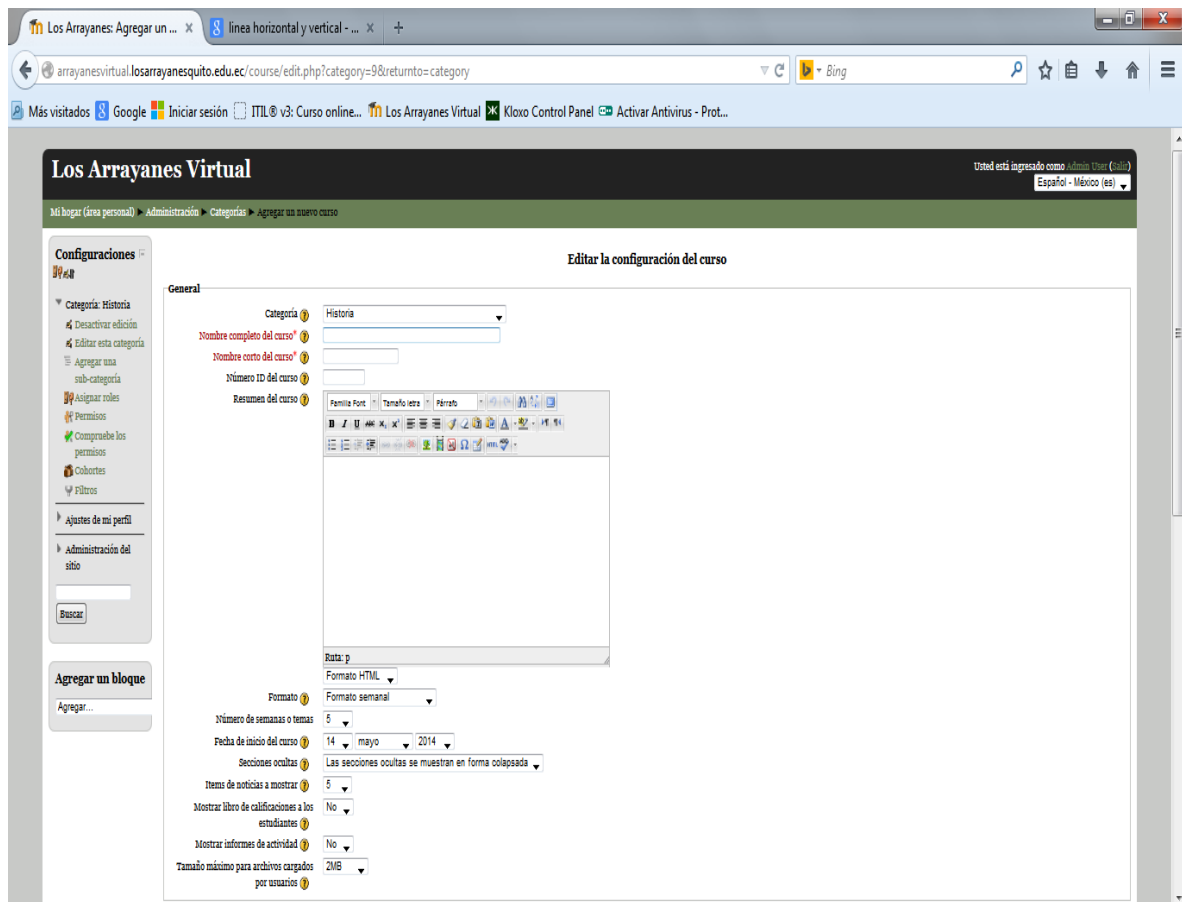 Los Arrayanes: Agregar un ... ×
linea horizontal y vertical - ... ×
arrayanesvirtual.losarrayanesquito.edu.ec/course/edit.php?category=9&returnto=category
Bing
Más visitados Google Iniciar sesión ITIL® v3: Curso online... Los Arrayanes Virtual Kloxo Control Panel Activar Antivirus - Prot...
Los Arrayanes Virtual
Usted está ingresado como Admin User (Salir)
Español - México (es)
Mi hogar (área personal) ► Administración ► Categorías ► Agregar un nuevo curso
Configuraciones
Categoría: Historia
Desactivar edición
Editar esta categoría
Agregar una
sub-categoría
Asignar roles
Permisos
Compruebe los
permisos
Cohortes
Filtros
Ajustes de mi perfil
Administración del
sitio
Buscar
Agregar un bloque
Agregar...
Editar la configuración del curso
General
Categoría Historia
Nombre completo del curso*
Nombre corto del curso*
Número ID del curso
Resumen del curso
Familia Font Tamaño letra Párrafo
B I U ABC x, x²
HTML
Ruta: p
Formato HTML
Formato Formato semanal
Número de semanas o temas 5
Fecha de inicio del curso 14 mayo 2014
Secciones ocultas Las secciones ocultas se muestran en forma colapsada
Items de noticias a mostrar 5
Mostrar libro de calificaciones a los No
estudiantes
Mostrar informes de actividad No
Tamaño máximo para archivos cargados 2MB
por usuarios